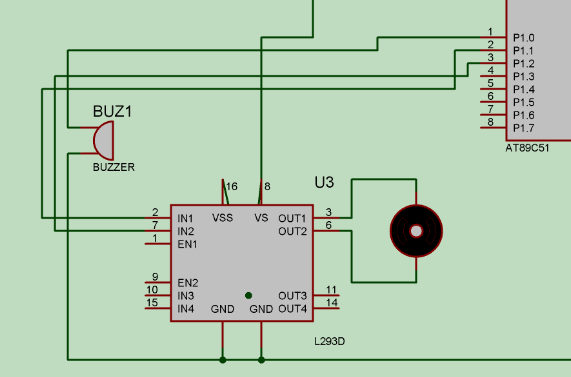 1 P1.0
2 P1.1
3 P1.2
4 P1.3
5 P1.4
6 P1.5
7 P1.6
8 P1.7
AT89C51
BUZ1
BUZZER
U3
16 8
2 IN1 VSS VS OUT1 3
7 IN2 OUT2 6
1 EN1
9 EN2
10 IN3 OUT3 11
15 IN4 GND GND OUT4 14
L293D